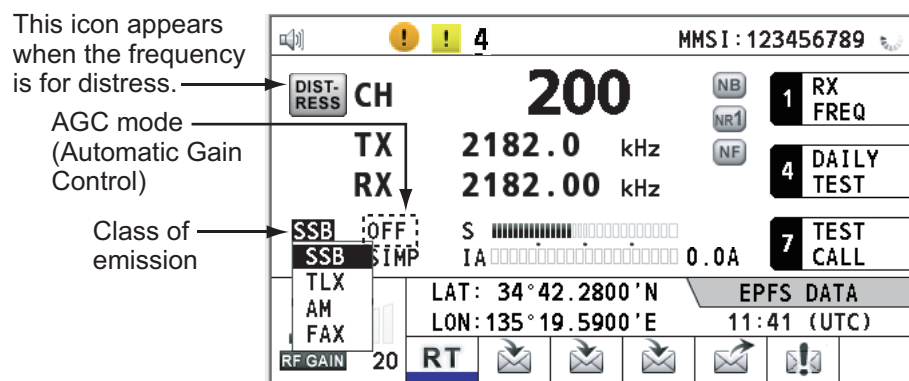 This icon appears
when the frequency
is for distress.
AGC mode
(Automatic Gain
Control)
Class of
emission
! ! 4 MMSI:123456789
DIST-
RESS
CH 200
NB
NR1
NF
TX 2182.0 kHz
RX 2182.00 kHz
1 RX
FREQ
4 DAILY
TEST
7 TEST
CALL
SSB OFF S
SIMP IA 0.0A
SSB
TLX
AM
FAX
RF GAIN 20
LAT: 34°42.2800'N
LON:135°19.5900'E
EPFS DATA
11:41 (UTC)
RT